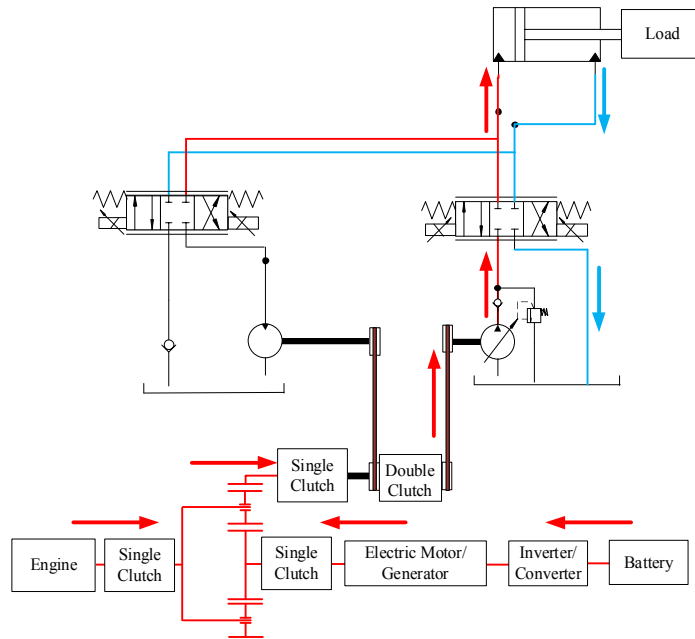 Load
Single
Clutch
Double
Clutch
Engine
Single
Clutch
Single
Clutch
Electric Motor/
Generator
Inverter/
Converter
Battery